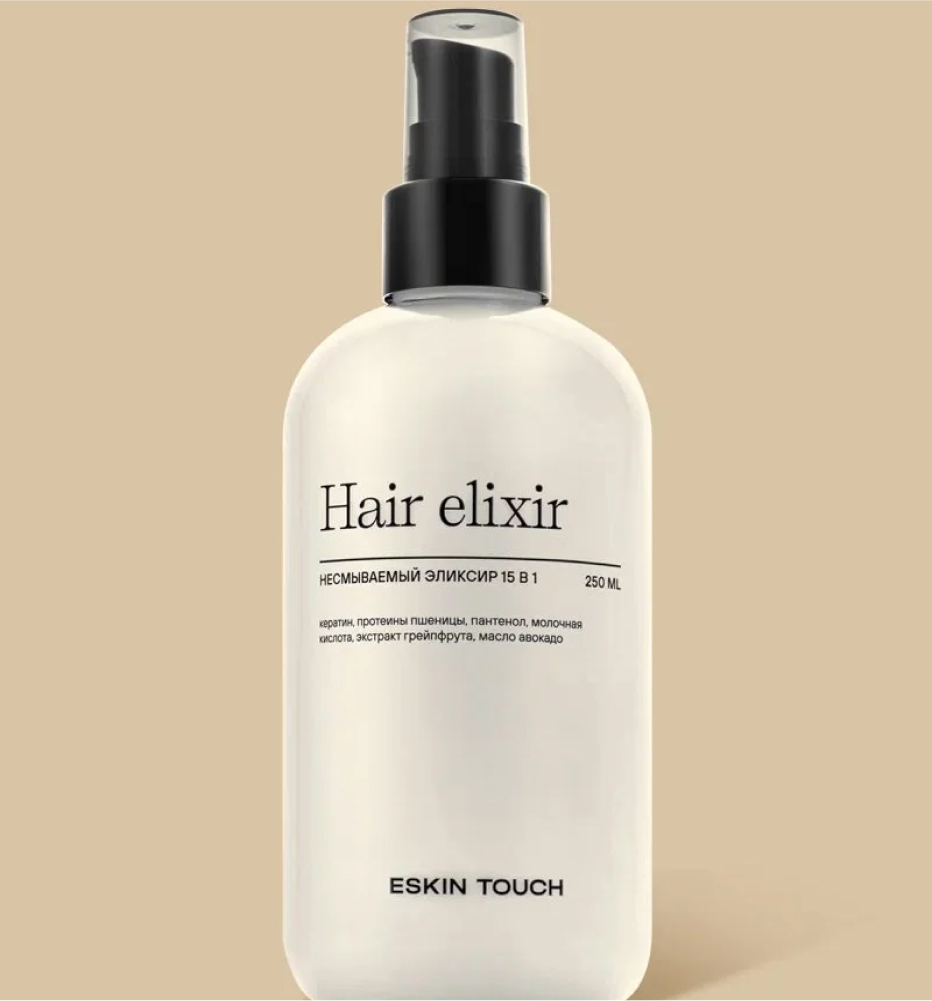 Hair elixir
НЕСМЫВАЕМЫЙ ЭЛИКСИР 15 В 1 250 ML
кератин, протеины пшеницы, пантенол, молочная
кислота, экстракт грейпфрута, масло авокадо
ESKIN TOUCH